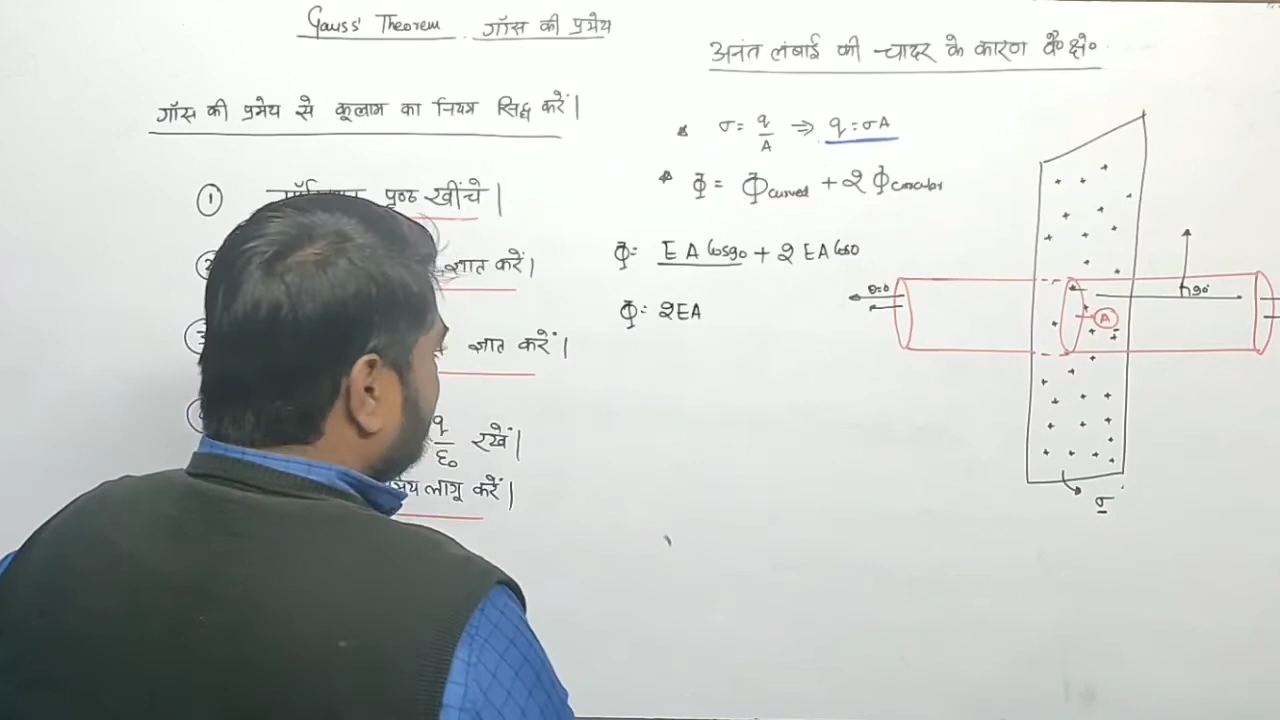 Gauss' Theorem. गॉस की प्रमेय
गॉस की प्रमेय से कूलाम का नियम सिद्ध करें|
① पृष्ठ खींचे|
ज्ञात करें|
ज्ञात करें|
q/ε₀ रखें|
लागू करें|
अनंत लंबाई की चादर के कारण वै० क्षे०
* σ = q/A ⇒ q = σA
* Φ = Φcurved + 2 Φcircular
Φ = EA Cos90 + 2 EA Cos0
Φ = 2EA
θ=0
90°
A
σ